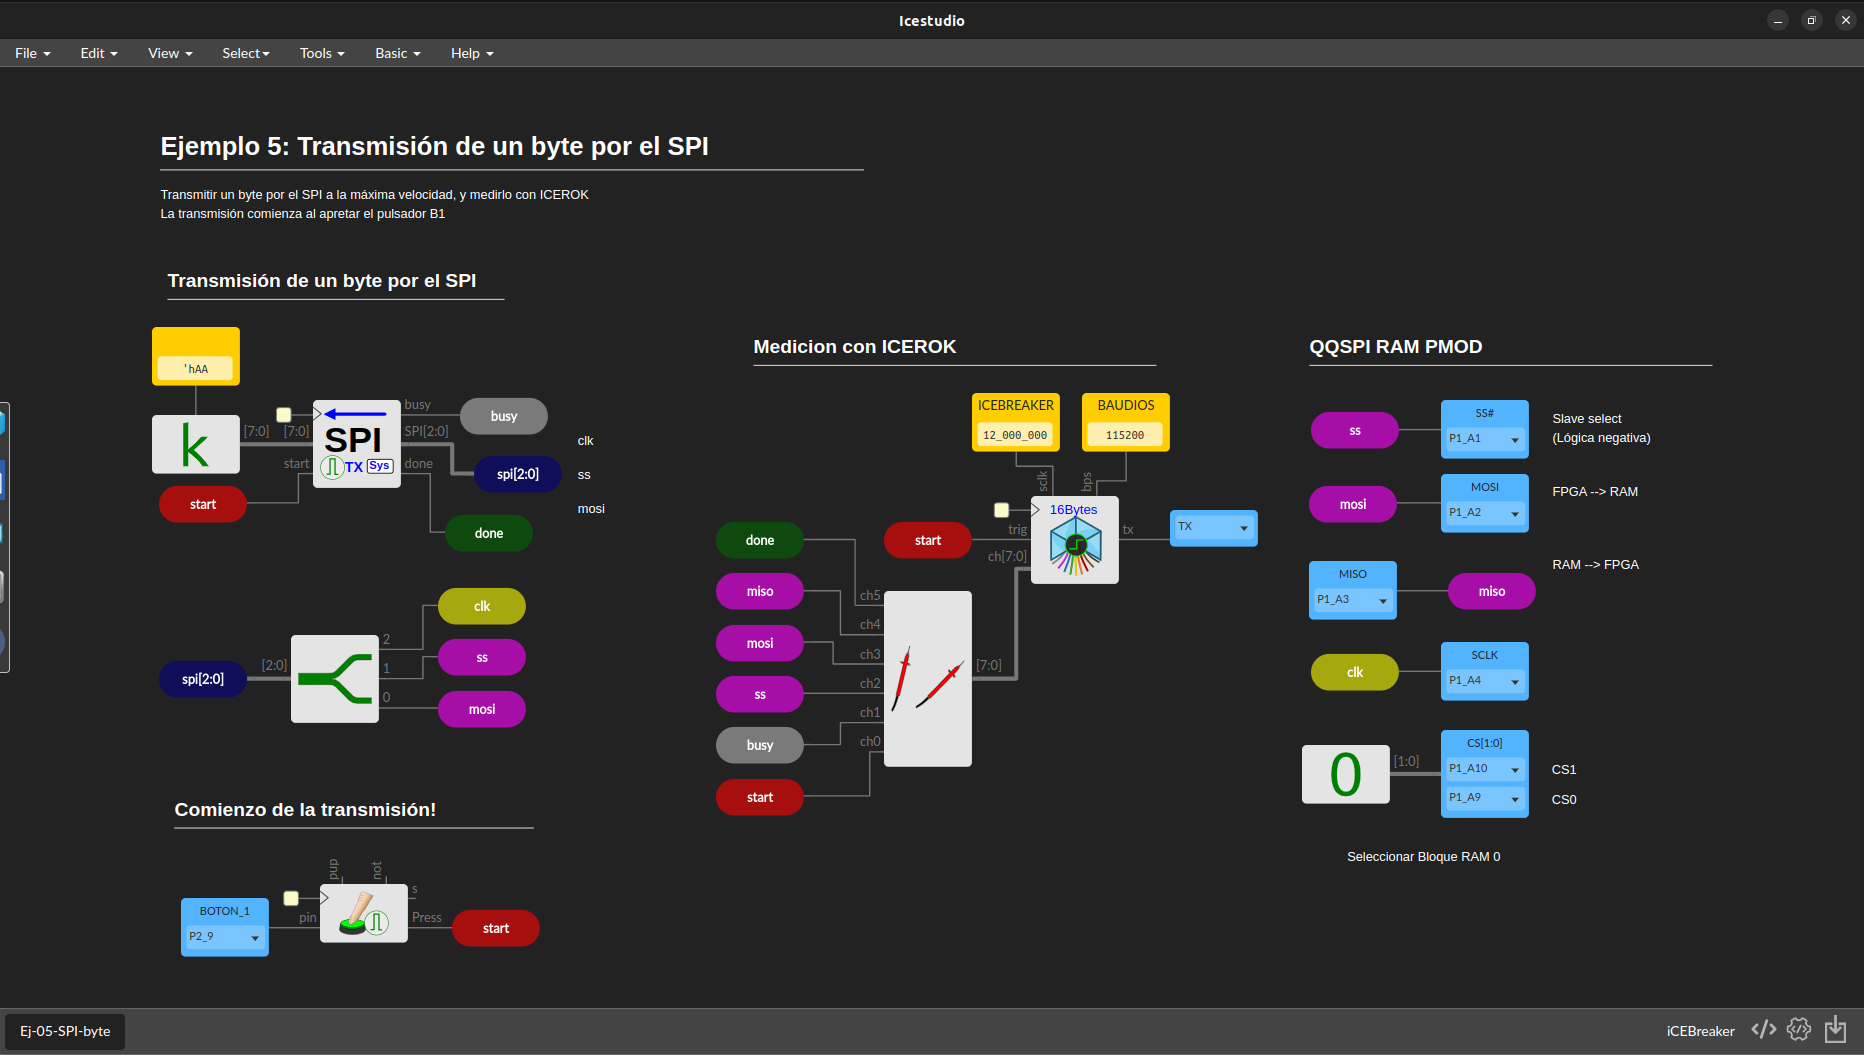 Icestudio
File
Edit
View
Select
Tools
Basic
Help
Ejemplo 5: Transmisión de un byte por el SPI
Transmitir un byte por el SPI a la máxima velocidad, y medirlo con ICEROK
La transmisión comienza al apretar el pulsador B1
Transmisión de un byte por el SPI
'hAA
k
[7:0]
[7:0]
start
SPI
TX
Sys
busy
SPI[2:0]
done
busy
spi[2:0]
done
start
clk
ss
mosi
spi[2:0]
[2:0]
2
1
0
clk
ss
mosi
Comienzo de la transmisión!
BOTON_1
P2_9
pin
pup
not
s
Press
start
Medicion con ICEROK
ICEBREAKER
12_000_000
BAUDIOS
115200
sclk
bps
16Bytes
trig
ch[7:0]
tx
TX
start
done
miso
mosi
ss
busy
start
ch5
ch4
ch3
ch2
ch1
ch0
[7:0]
QQSPI RAM PMOD
ss
SS#
P1_A1
Slave select
(Lógica negativa)
mosi
MOSI
P1_A2
FPGA --> RAM
MISO
P1_A3
miso
RAM --> FPGA
clk
SCLK
P1_A4
0
[1:0]
CS[1:0]
P1_A10
P1_A9
CS1
CS0
Seleccionar Bloque RAM 0
Ej-05-SPI-byte
iCEBreaker